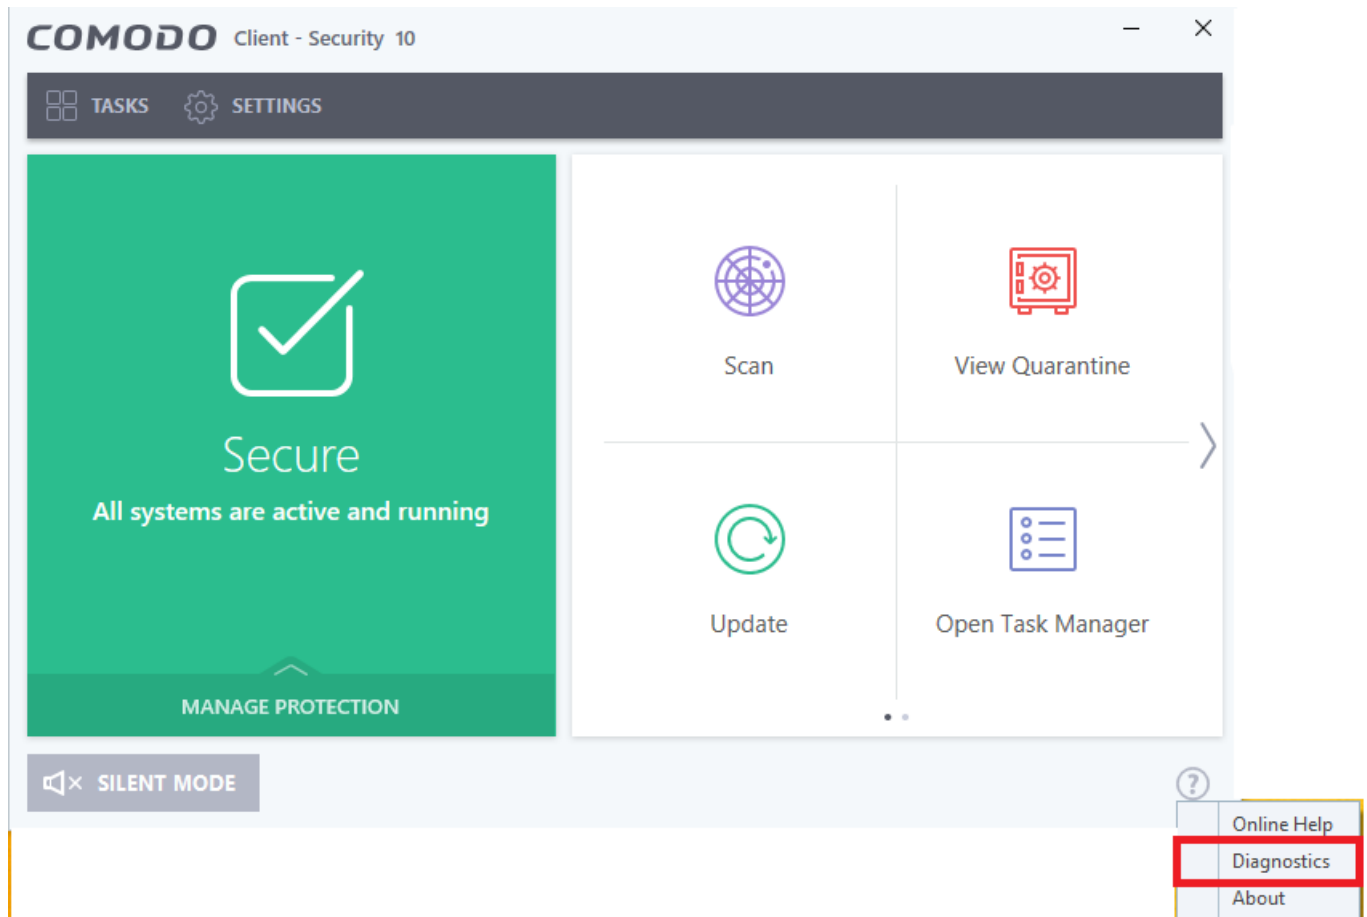 COMODO Client - Security 10
TASKS SETTINGS
Secure
All systems are active and running
MANAGE PROTECTION
Scan
View Quarantine
Update
Open Task Manager
SILENT MODE
?
Online Help
Diagnostics
About